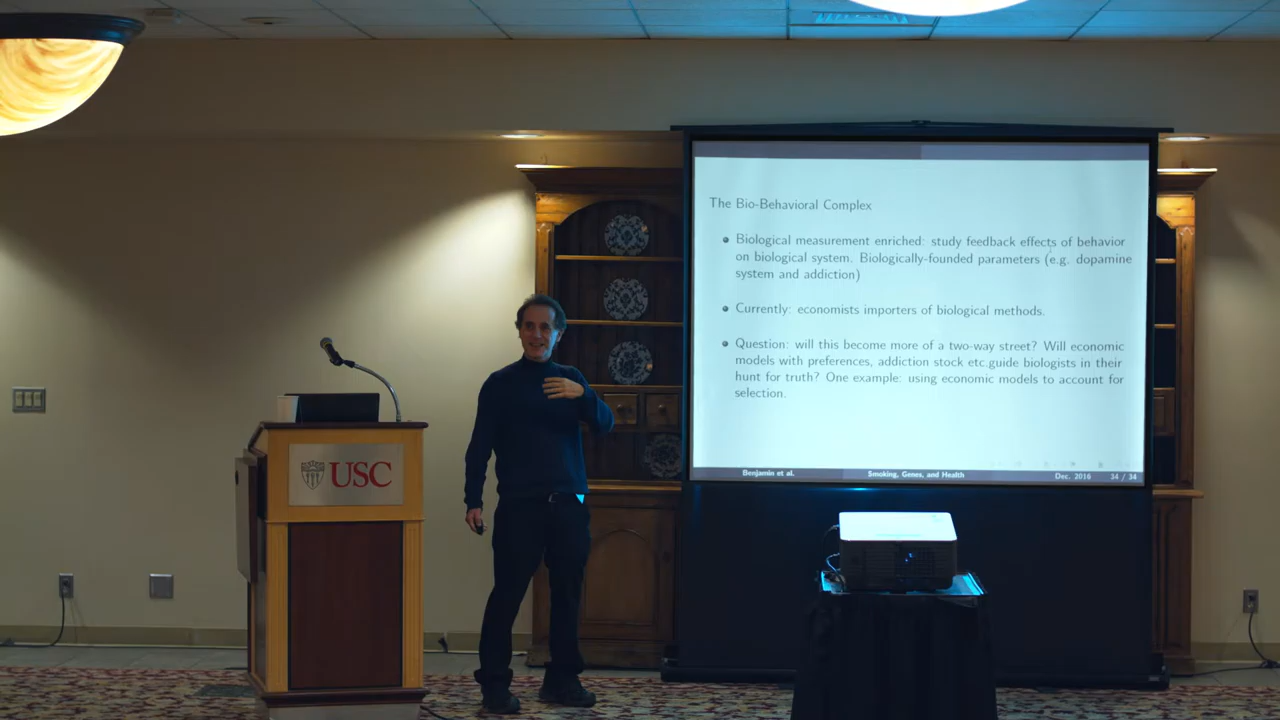 The Bio-Behavioral Complex
Biological measurement enriched: study feedback effects of behavior
on biological system. Biologically-founded parameters (e.g. dopamine
system and addiction)
Currently: economists importers of biological methods.
Question: will this become more of a two-way street? Will economic
models with preferences, addiction stock etc guide biologists in their
hunt for truth? One example: using economic models to account for
selection.
Benjamin et al. Smoking, Genes, and Health Dec. 2016 34 / 34
USC